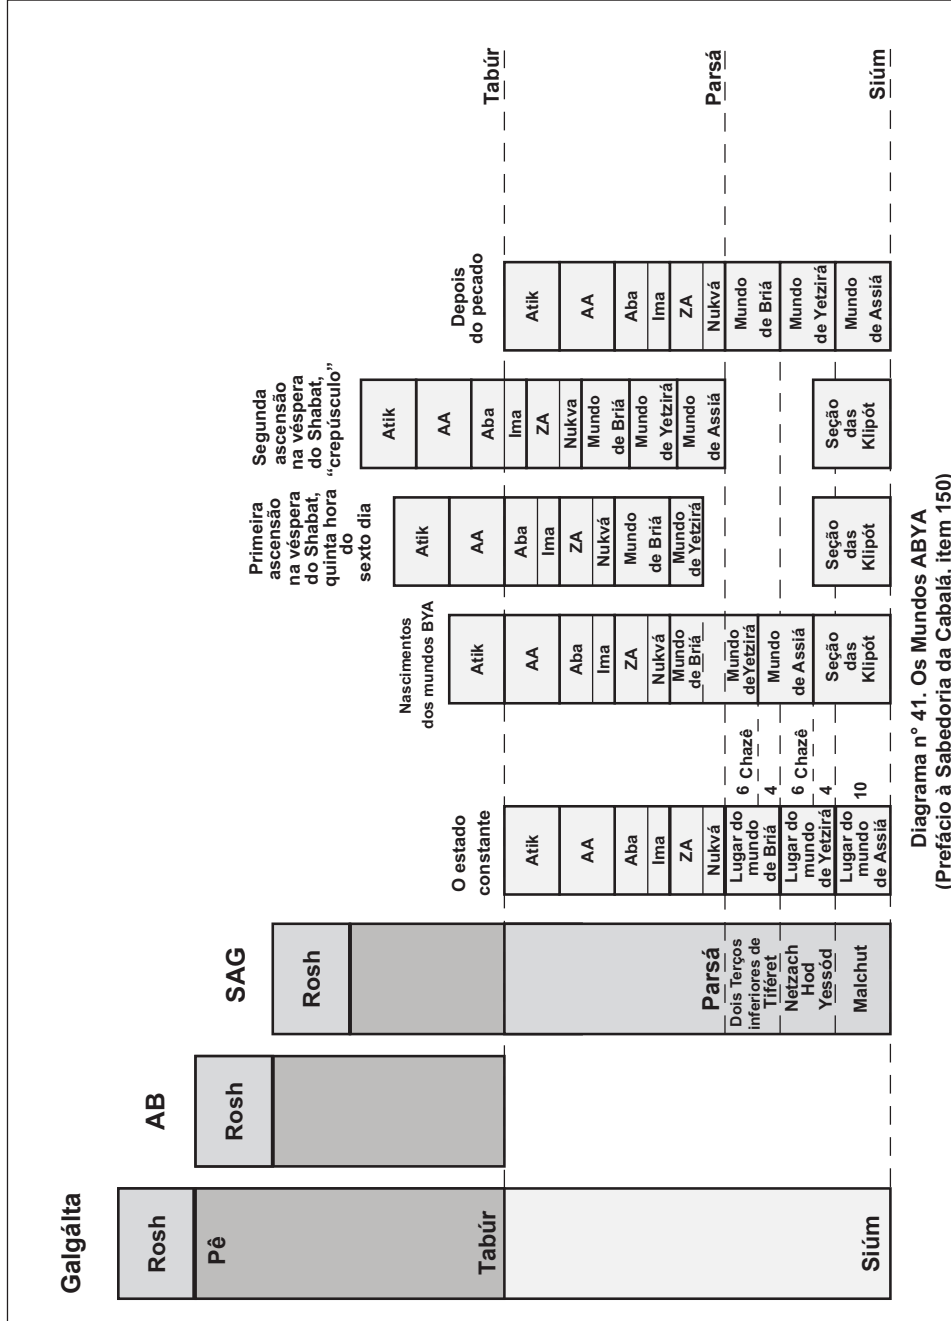 Galgálta
Rosh
Pê
Tabúr
Siúm
AB
Rosh
SAG
Rosh
Parsá
Dois Terços
inferiores de
Tiféret
Netzach
Hod
Yessód
Malchut
O estado
constante
Atik
AA
Aba
Ima
ZA
Nukvá
Lugar do
mundo
de Briá
Lugar do
mundo
de Yetzirá
Lugar do
mundo
de Assiá
6 Chazê
4
6 Chazê
4
10
Nascimentos
dos mundos BYA
Atik
AA
Aba
Ima
ZA
Nukvá
Mundo
de Briá
Mundo
deYetzirá
Mundo
de Assiá
Seção
das
Klipót
Primeira
ascensão
na véspera
do Shabat,
quinta hora
do
sexto dia
Atik
AA
Aba
Ima
ZA
Nukvá
Mundo
de Briá
Mundo
de Yetzirá
Seção
das
Klipót
Segunda
ascensão
na véspera
do Shabat,
“crepúsculo”
Atik
AA
Aba
Ima
ZA
Nukva
Mundo
de Briá
Mundo
de Yetzirá
Mundo
de Assiá
Seção
das
Klipót
Depois
do pecado
Atik
AA
Aba
Ima
ZA
Nukvá
Mundo
de Briá
Mundo
de Yetzirá
Mundo
de Assiá
Tabúr
Parsá
Siúm
Diagrama n° 41. Os Mundos ABYA
(Prefácio à Sabedoria da Cabalá, item 150)